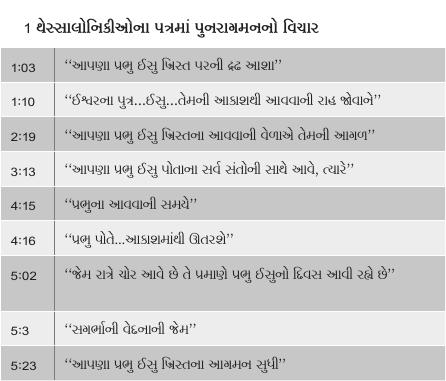 1 થેસ્સાલોનિકીઓના પત્રમાં પુનરાગમનનો વિચાર
1:03 “આપણા પ્રભુ ઈસુ ખ્રિસ્ત પરની દ્રઢ આશા”
1:10 “ઈશ્વરના પુત્ર...ઈસુ...તેમની આકાશથી આવવાની રાહ જોવાને”
2:19 “આપણા પ્રભુ ઈસુ ખ્રિસ્તના આવવાની વેળાએ તેમની આગળ”
3:13 “આપણા પ્રભુ ઈસુ પોતાના સર્વ સંતોની સાથે આવે, ત્યારે”
4:15 “પ્રભુના આવવાની સમયે”
4:16 “પ્રભુ પોતે...આકાશમાંથી ઊતરશે”
5:02 “જેમ રાત્રે ચોર આવે છે તે પ્રમાણે પ્રભુ ઈસુનો દિવસ આવી રહ્યે છે”
5:3 “સગર્ભાની વેદનાની જેમ”
5:23 “આપણા પ્રભુ ઈસુ ખ્રિસ્તના આગમન સુધી”